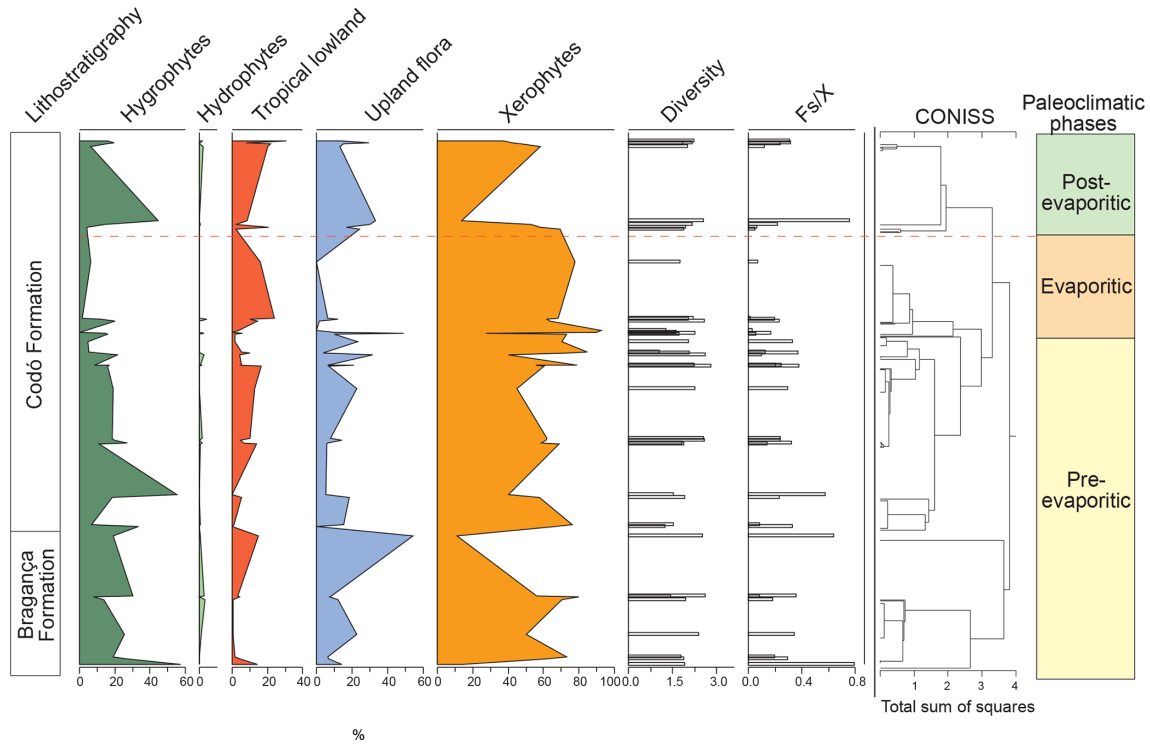 Lithostratigraphy
Hygrophytes
Hydrophytes
Tropical lowland
Upland flora
Xerophytes
Diversity
Fs/X
CONISS
Paleoclimatic
phases
Codó Formation
Bragança
Formation
Post-
evaporitic
Evaporitic
Pre-
evaporitic
0 20 40 60 0 0 20 40 0 20 40 60 0 20 40 60 80 100 0.0 1.5 3.0 0.0 0.4 0.8
1 2 3 4
Total sum of squares
%